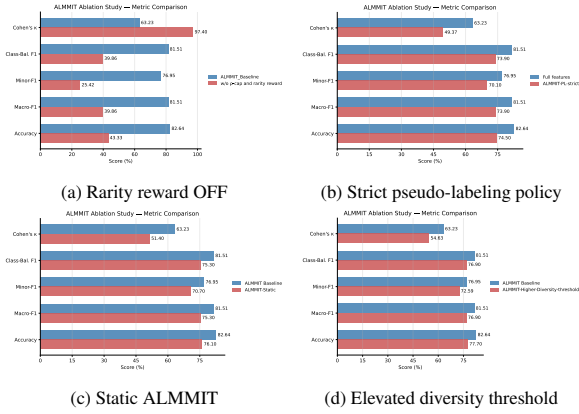 ALMMIT Ablation Study — Metric Comparison
Cohen's κ
63.23
97.40
Class-Bal. F1
81.51
39.86
Minor-F1
76.95
25.42
Macro-F1
81.51
39.86
Accuracy
82.64
43.33
0 20 40 60 80 100
Score (%)
ALMMIT_Baseline
w/o ρ-cap and rarity reward
(a) Rarity reward OFF
ALMMIT Ablation Study — Metric Comparison
Cohen's κ
63.23
49.37
Class-Bal. F1
81.51
73.90
Minor-F1
76.95
70.10
Macro-F1
81.51
73.90
Accuracy
82.64
74.50
0 15 30 45 60 75
Score (%)
Full features
ALMMIT-PL-strict
(b) Strict pseudo-labeling policy
ALMMIT Ablation Study — Metric Comparison
Cohen's κ
63.23
51.40
Class-Bal. F1
81.51
75.30
Minor-F1
76.95
70.70
Macro-F1
81.51
75.30
Accuracy
82.64
76.10
0 15 30 45 60 75
Score (%)
ALMMIT Baseline
ALMMIT-Static
(c) Static ALMMIT
ALMMIT Ablation Study — Metric Comparison
Cohen's κ
63.23
54.63
Class-Bal. F1
81.51
76.90
Minor-F1
76.95
72.59
Macro-F1
81.51
76.90
Accuracy
82.64
77.70
0 15 30 45 60 75
Score (%)
ALMMIT Baseline
ALMMIT-Higher-Diversity-threshold
(d) Elevated diversity threshold